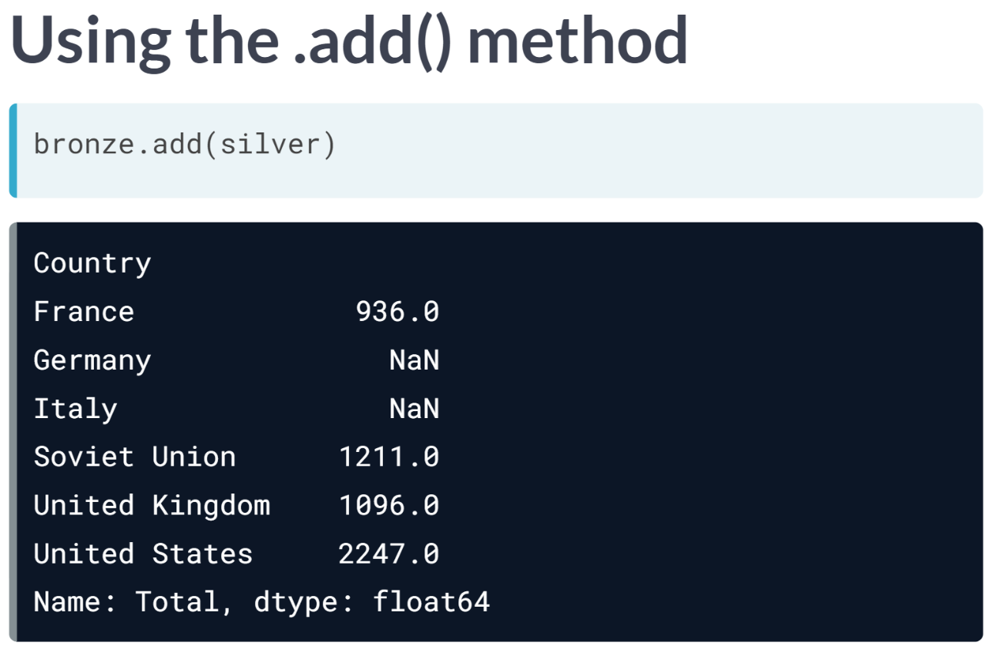 Using the .add() method
bronze.add(silver)
Country
France 936.0
Germany NaN
Italy NaN
Soviet Union 1211.0
United Kingdom 1096.0
United States 2247.0
Name: Total, dtype: float64